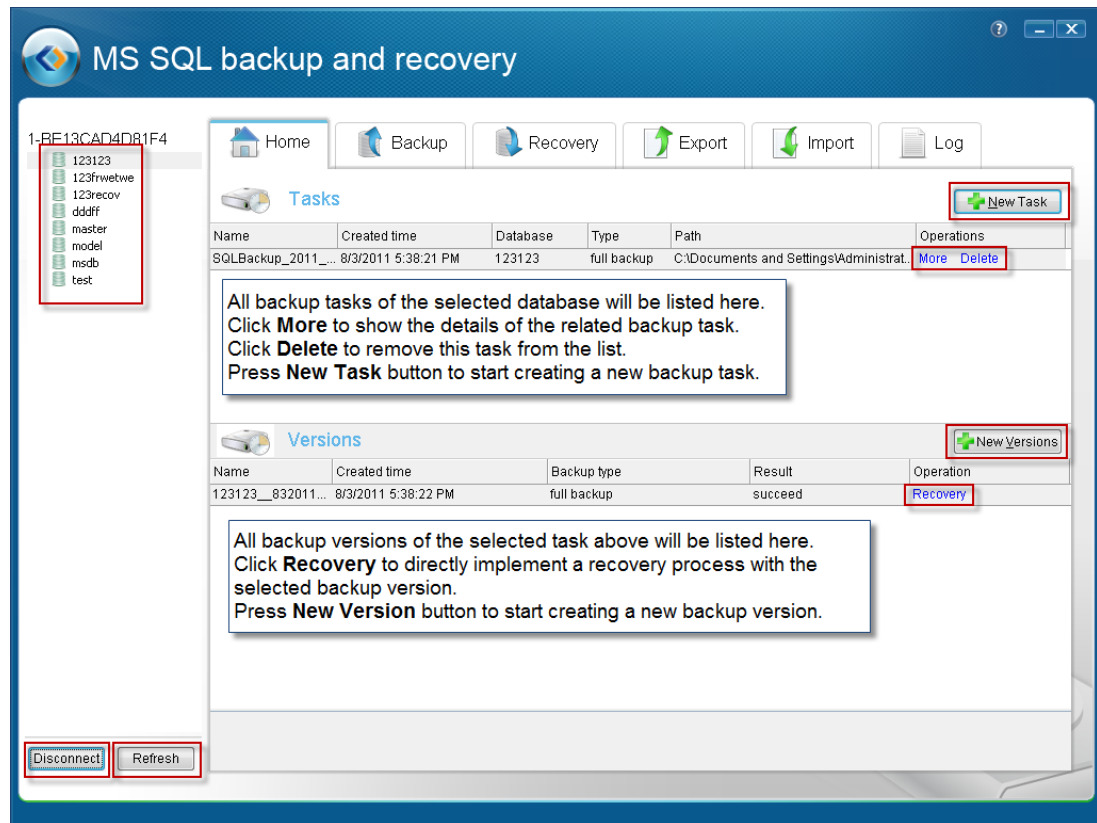 MS SQL backup and recovery
1-BE13CAD4D81F4
123123
123frwetwe
123recov
dddff
master
model
msdb
test
Home
Backup
Recovery
Export
Import
Log
Tasks
New Task
Name Created time Database Type Path Operations
SQLBackup_2011_... 8/3/2011 5:38:21 PM 123123 full backup C:\Documents and Settings\Administrat.. More Delete
All backup tasks of the selected database will be listed here.
Click More to show the details of the related backup task.
Click Delete to remove this task from the list.
Press New Task button to start creating a new backup task.
Versions
New Versions
Name Created time Backup type Result Operation
123123__832011... 8/3/2011 5:38:22 PM full backup succeed Recovery
All backup versions of the selected task above will be listed here.
Click Recovery to directly implement a recovery process with the
selected backup version.
Press New Version button to start creating a new backup version.
Disconnect
Refresh